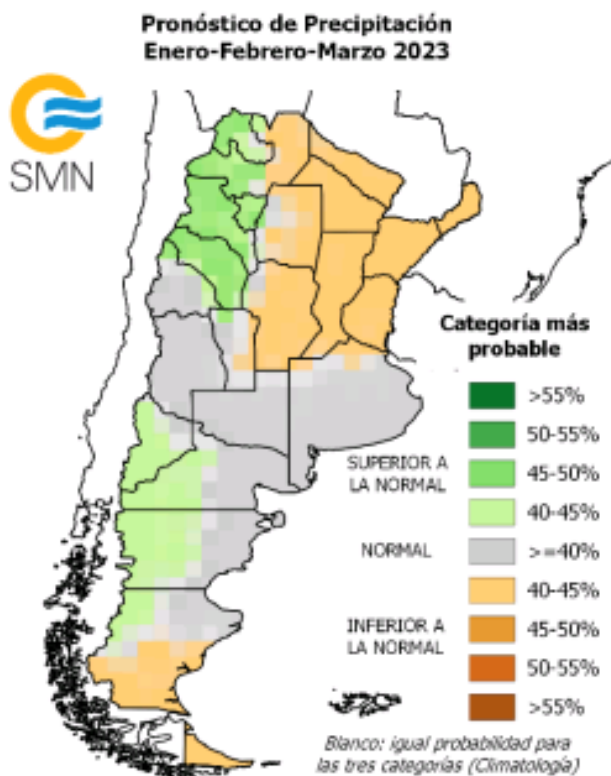 Pronóstico de Precipitación
Enero-Febrero-Marzo 2023
SMN
Categoría más
probable
>55%
50-55%
45-50%
SUPERIOR A
LA NORMAL
40-45%
NORMAL
>=40%
40-45%
INFERIOR A
LA NORMAL
45-50%
50-55%
>55%
Blanco: igual probabilidad para
las tres categorías (Climatología)